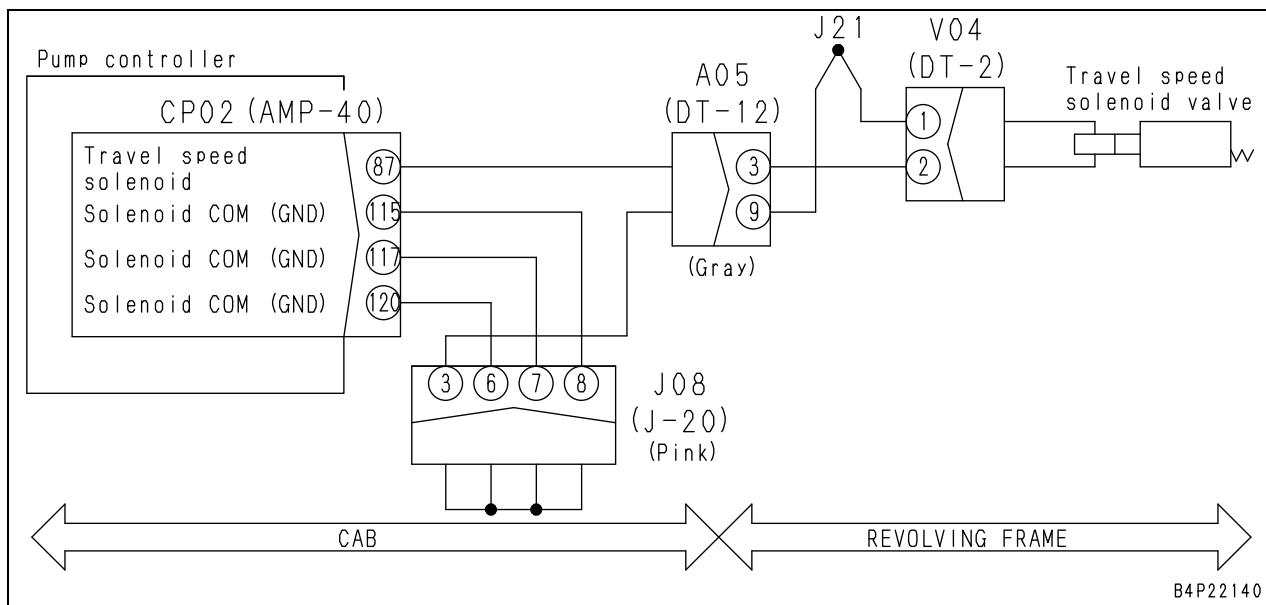 Pump controller
CP02 (AMP-40)
Travel speed
solenoid
87
Solenoid COM (GND)
115
Solenoid COM (GND)
117
Solenoid COM (GND)
120
A05
(DT-12)
3
9
(Gray)
J21
V04
(DT-2)
1
2
Travel speed
solenoid valve
3
6
7
8
J08
(J-20)
(Pink)
CAB
REVOLVING FRAME
B4P22140